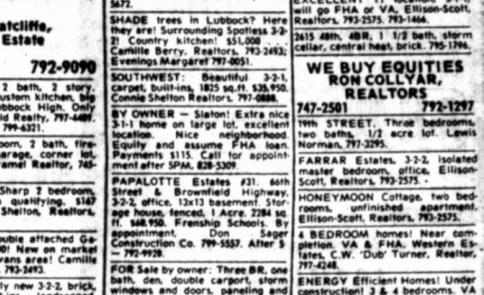 atcliffe,
Estate
792-9090
2 bath, 2 story.
ustom kitchen, big
ubbock High. Only
ld Realty, 797-4489.
799-6321.
oom, 2 bath, fire-
arage, corner lot,
ramel Realtor, 745-
Sharp 2 bedroom,
qualifying. $167
Shelton, Realtors,
ouble attached Ga-
00! New on market
vans area! Camille
793-2493.
ly new 3-2-2, brick,
5672.
SHADE trees in Lubbock? Here
they are! Surrounding Spotless 3-2-
2! Country kitchen! $51,000 . .
Camille Berry, Realtors, 793-2493;
Evenings Margaret 797-0051.
SOUTHWEST: Beautiful 3-2-1,
carpet, built-ins, 1825 sq.ft. $35,950.
Connie Shelton Realtors. 797-0888.
BY OWNER — Slaton! Extra nice
3-1-1 home on large lot, excellent
location. Nice neighborhood.
Equity and assume FHA loan.
Payments $115. Call for appoint-
ment after 5PM, 828-5309.
PAPALOTTE Estates #31. 66th
Street & Brownfield Highway,
3-2-2, office, 13x13 basement. Stor-
age house, fenced, 1 Acre. 2284 sq.
ft. $68,950. Frenship Schools. By
appointment, Don Sager
Construction Co. 799-5557. After 5
— 792-9928.
FOR Sale by owner: Three BR, one
bath, den, double carport, storm
windows and doors, paneling and
will go FHA or VA, Ellison-Scott,
Realtors, 793-2575. 793-1466.
2615 48th, 4BR, 1 1/2 bath, storm
cellar, central heat, brick. 795-1796.
WE BUY EQUITIES
RON COLLYAR,
REALTORS
747-2501 792-1297
19th STREET. Three bedrooms,
two baths, 1/2 acre lot. Lewis
Norman, 797-3295.
FARRAR Estates, 3-2-2, isolated
master bedroom, office, Ellison-
Scott, Realtors, 793-2575.
HONEYMOON Cottage, two bed-
rooms, unfinished apartment.
Ellison-Scott, Realtors, 793-2575.
4 BEDROOM homes! Near com-
pletion. VA & FHA. Western Es-
tates, C.W. 'Dub' Turner, Realtor,
797-4248.
ENERGY Efficient Homes! Under
construction! 3 & 4 bedrooms, VA